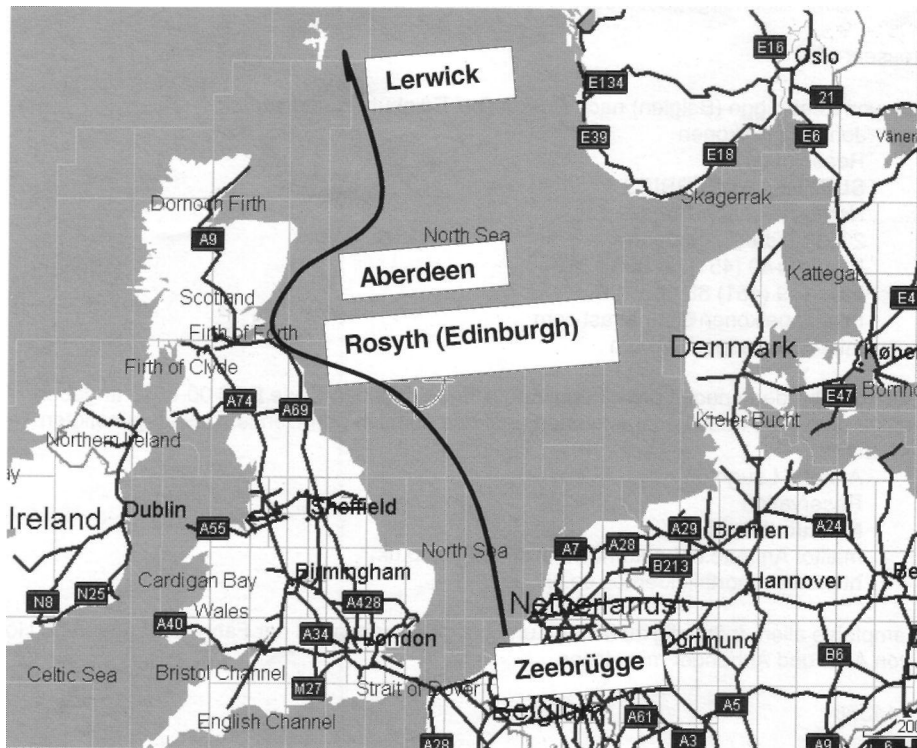 E16
Oslo
Lerwick
E134
21
E39
E6
E18
Skagerrak
Dornoch Firth
North Sea
A9
Aberdeen
Kattegat
Scotland
E4
Rosyth (Edinburgh)
Firth of Forth
Denmark
Firth of Clyde
A74
A69
E47
Kieler Bucht
Northern Ireland
Ireland
Dublin
Sheffield
A55
A29
Bremen
A24
A7
A28
North Sea
B213
Cardigan Bay
Birmingham
Hannover
N8
N25
Wales
A428
Netherlands
A40
A34
London
Dortmund
B6
Celtic Sea
Bristol Channel
Zeebrügge
M27
Strait of Dover
English Channel
Belgium
A61
A5
A28
A3
A9
6